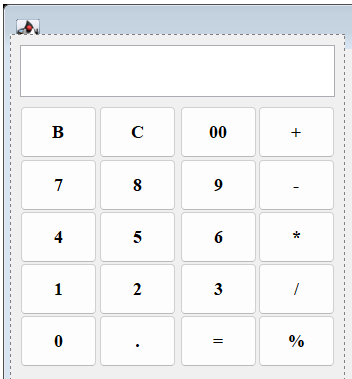 B C 00 +
7 8 9 -
4 5 6 *
1 2 3 /
0 . = %